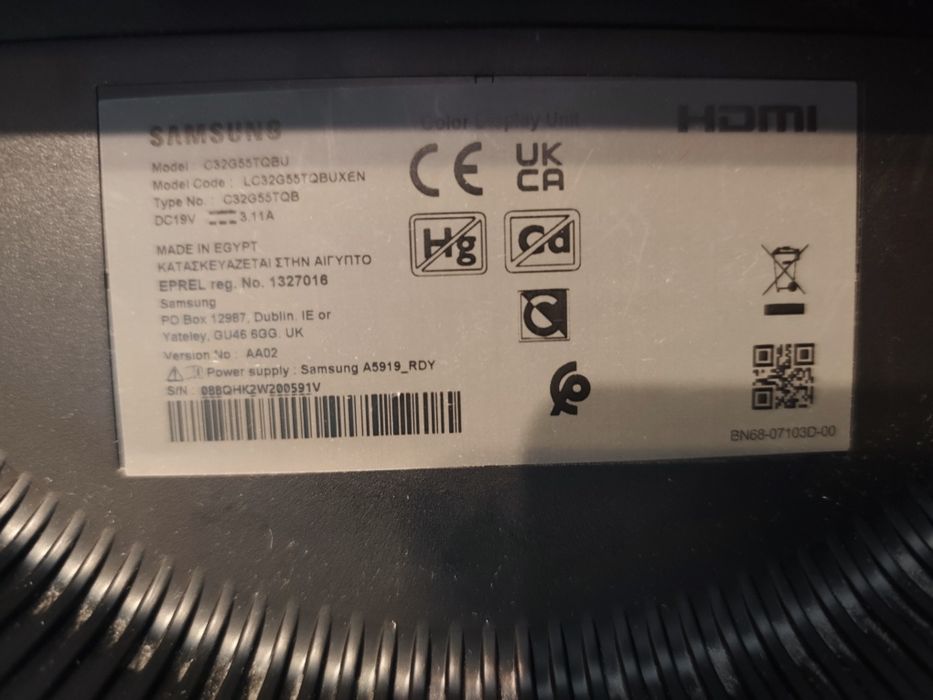 SAMSUNG
Color Display Unit
HDMI
Model : C32G55TQBU
Model Code : LC32G55TQBUXEN
Type No. : C32G55TQB
DC19V ⎓ 3.11A
CE
UK
CA
Hg
Cd
MADE IN EGYPT
ΚΑΤΑΣΚΕΥΑΖΕΤΑΙ ΣΤΗΝ ΑΙΓΥΠΤΟ
EPREL reg. No. 1327016
Samsung
PO Box 12987, Dublin. IE or
Yateley, GU46 6GG. UK
Version No : AA02
Power supply : Samsung A5919_RDY
S/N : 0BBQHK2W200591V
BN68-07103D-00